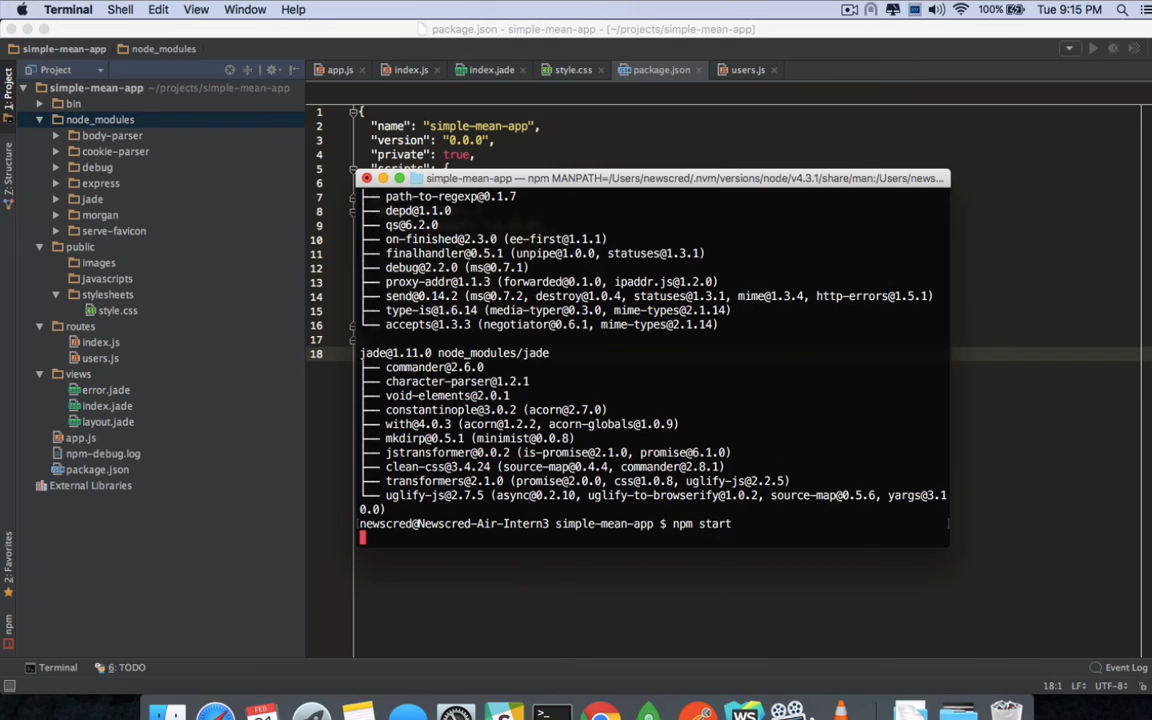 Terminal Shell Edit View Window Help 100% Tue 9:15 PM
package.json - simple-mean-app - [~/projects/simple-mean-app]
simple-mean-app node_modules
Project
app.js index.js index.jade style.css package.json users.js
1: Project
Z: Structure
2: Favorites
npm
simple-mean-app ~/projects/simple-mean-app
bin
node_modules
body-parser
cookie-parser
debug
express
jade
morgan
serve-favicon
public
images
javascripts
stylesheets
style.css
routes
index.js
users.js
views
error.jade
index.jade
layout.jade
app.js
npm-debug.log
package.json
External Libraries
1 {
2 "name": "simple-mean-app",
3 "version": "0.0.0",
4 "private": true,
5
6
7
8
9
10
11
12
13
14
15
16
17
18
simple-mean-app — npm MANPATH=/Users/newscred/.nvm/versions/node/v4.3.1/share/man:/Users/news...
├── path-to-regexp@0.1.7
├── depd@1.1.0
├── qs@6.2.0
├── on-finished@2.3.0 (ee-first@1.1.1)
├── finalhandler@0.5.1 (unpipe@1.0.0, statuses@1.3.1)
├── debug@2.2.0 (ms@0.7.1)
├── proxy-addr@1.1.3 (forwarded@0.1.0, ipaddr.js@1.2.0)
├── send@0.14.2 (ms@0.7.2, destroy@1.0.4, statuses@1.3.1, mime@1.3.4, http-errors@1.5.1)
├── type-is@1.6.14 (media-typer@0.3.0, mime-types@2.1.14)
└── accepts@1.3.3 (negotiator@0.6.1, mime-types@2.1.14)
jade@1.11.0 node_modules/jade
├── commander@2.6.0
├── character-parser@1.2.1
├── void-elements@2.0.1
├── constantinople@3.0.2 (acorn@2.7.0)
├── with@4.0.3 (acorn@1.2.2, acorn-globals@1.0.9)
├── mkdirp@0.5.1 (minimist@0.0.8)
├── jstransformer@0.0.2 (is-promise@2.1.0, promise@6.1.0)
├── clean-css@3.4.24 (source-map@0.4.4, commander@2.8.1)
├── transformers@2.1.0 (promise@2.0.0, css@1.0.8, uglify-js@2.2.5)
└── uglify-js@2.7.5 (async@0.2.10, uglify-to-browserify@1.0.2, source-map@0.5.6, yargs@3.1
0.0)
newscred@Newscred-Air-Intern3 simple-mean-app $ npm start
Terminal 6: TODO Event Log
18:1 LF÷ UTF-8÷
FEB
WS